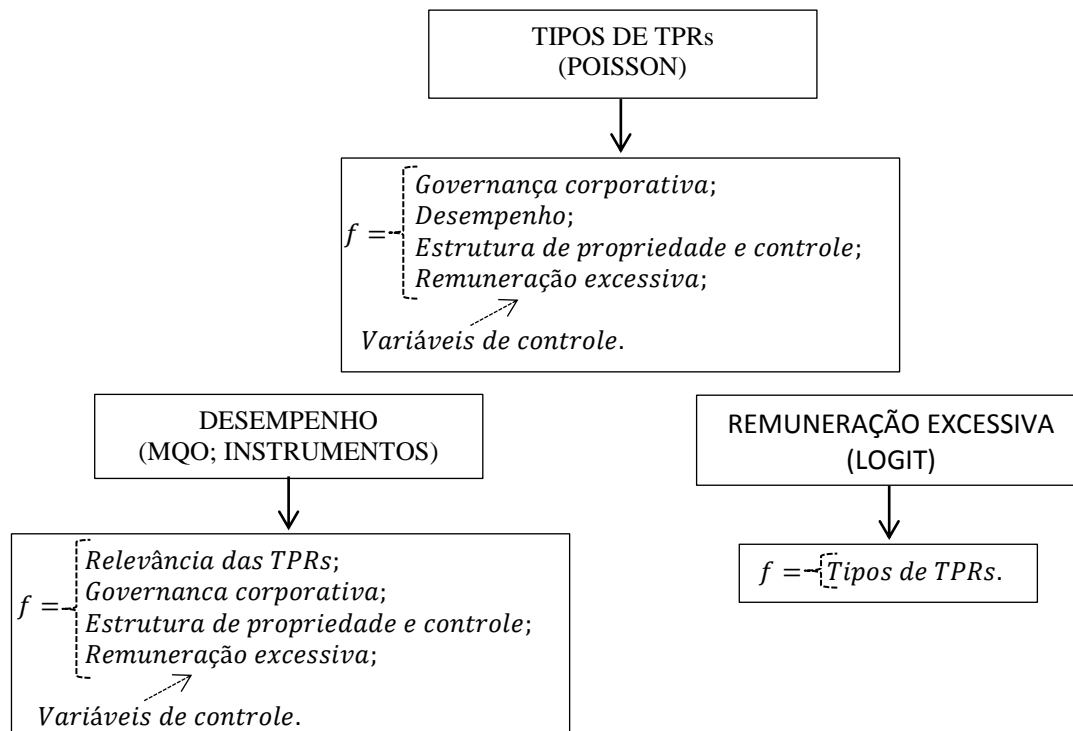 TIPOS DE TPRs
(POISSON)
f =
Governança corporativa;
Desempenho;
Estrutura de propriedade e controle;
Remuneração excessiva;
Variáveis de controle.
DESEMPENHO
(MQO; INSTRUMENTOS)
f =
Relevância das TPRs;
Governanca corporativa;
Estrutura de propriedade e controle;
Remuneração excessiva;
Variáveis de controle.
REMUNERAÇÃO EXCESSIVA
(LOGIT)
f = Tipos de TPRs.